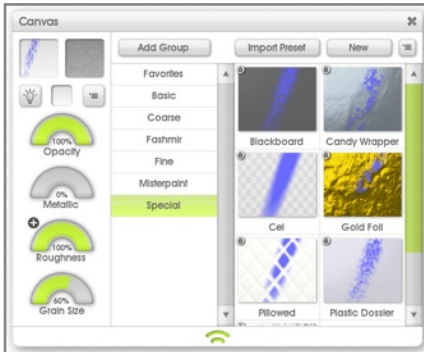 Canvas
Add Group
Import Preset
New
Favorites
Basic
Coarse
Fashmir
Fine
Misterpaint
Special
100%
Opacity
0%
Metallic
100%
Roughness
60%
Grain Size
Blackboard
Candy Wrapper
Cel
Gold Foil
Pillowed
Plastic Dossier